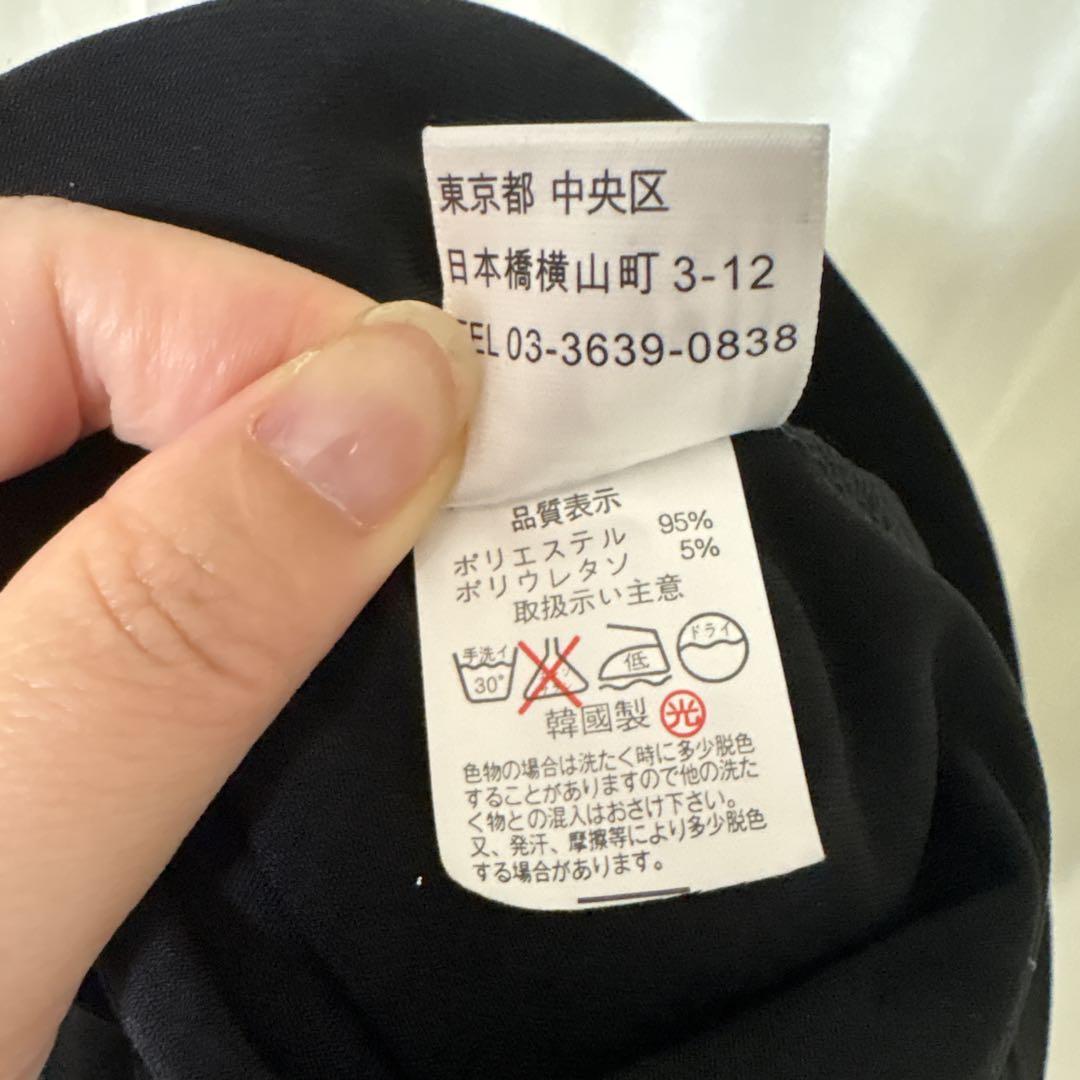 東京都 中央区
日本橋横山町 3-12
TEL 03-3639-0838
品質表示
ポリエステル 95%
ポリウレタソ 5%
取扱示い主意
手洗イ 30° 低 ドライ
韓國製 光
色物の場合は洗たく時に多少脱色
することがありますので他の洗た
く物との混入はおさけ下さい。
又、発汗、摩擦等により多少脱色
する場合があります。